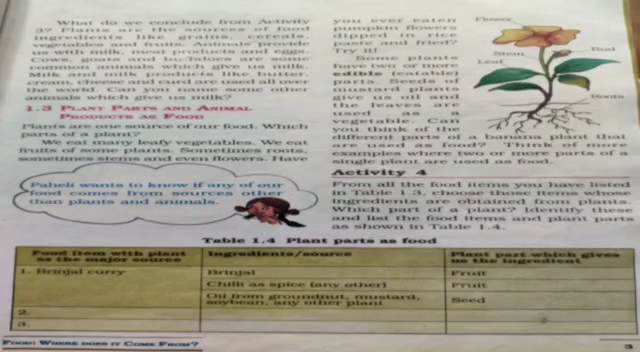 What do we conclude from Activity
3? Plants are the sources of food
ingredients like grains, cereals,
vegetables and fruits. Animals provide
us with milk, meat products and eggs.
Cows, goats and buffaloes are some
common animals which give us milk.
Milk and milk products like butter,
cream, cheese and curd are used all over
the world. Can you name some other
animals which give us milk?
1.3 PLANT PARTS AND ANIMAL
PRODUCTS AS FOOD
Plants are one source of our food. Which
parts of a plant?
We eat many leafy vegetables. We eat
fruits of some plants. Sometimes roots,
sometimes stems and even flowers. Have
Paheli wants to know if any of our
food comes from sources other
than plants and animals.
you ever eaten
pumpkin flowers
dipped in rice
paste and fried?
Try it!
Some plants
have two or more
edible (eatable)
parts. Seeds of
mustard plants
give us oil and
the leaves are
used as a
vegetable. Can
you think of the
different parts of a banana plant that
are used as food? Think of more
examples where two or more parts of a
single plant are used as food.
Flower
Bud
Stem
Leaf
Roots
Activity 4
From all the food items you have listed
in Table 1.3, choose those items whose
ingredients are obtained from plants.
Which part of a plant? Identify these
and list the food items and plant parts
as shown in Table 1.4.
Table 1.4 Plant parts as food
Food item with plant
as the major source
Ingredients/source
Plant part which gives
us the ingredient
1. Brinjal curry
Brinjal
Fruit
Chilli as spice (any other)
Fruit
Oil from groundnut, mustard,
soybean, any other plant
Seed
2.
3.
FOOD: WHERE DOES IT COME FROM?
3